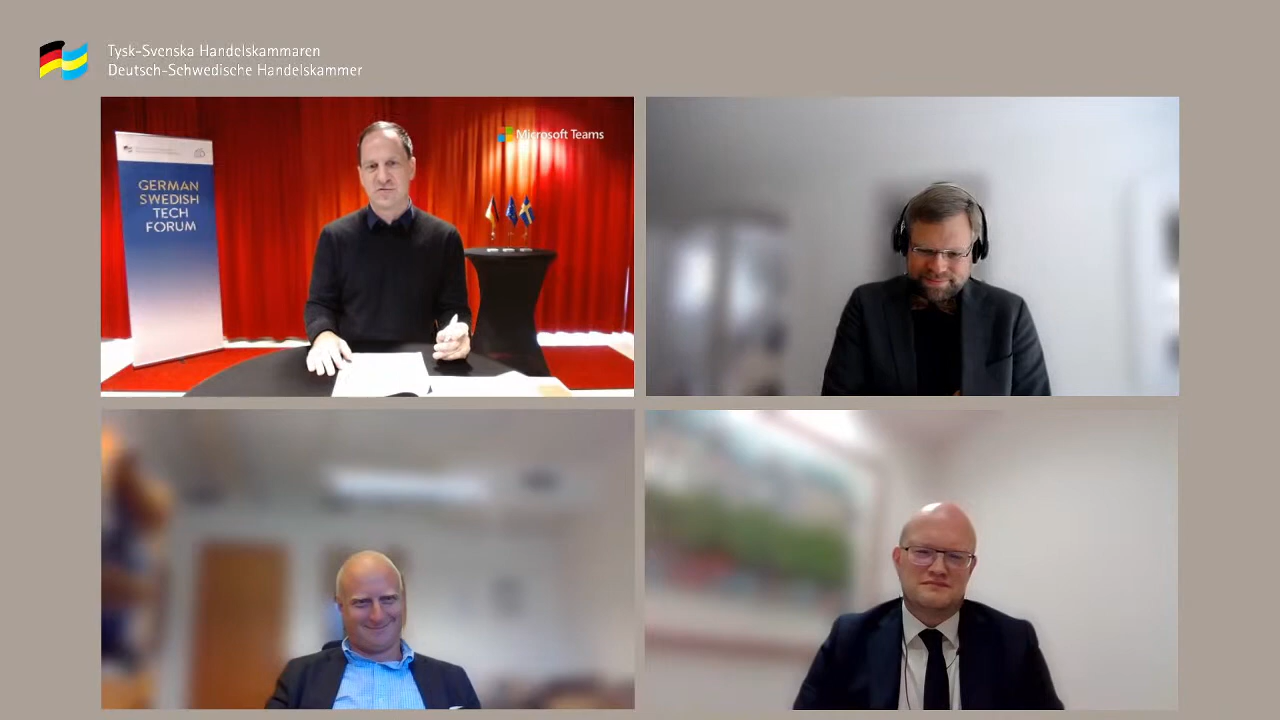 Tysk-Svenska Handelskammaren
Deutsch-Schwedische Handelskammer
Microsoft Teams
GERMAN
SWEDISH
TECH
FORUM